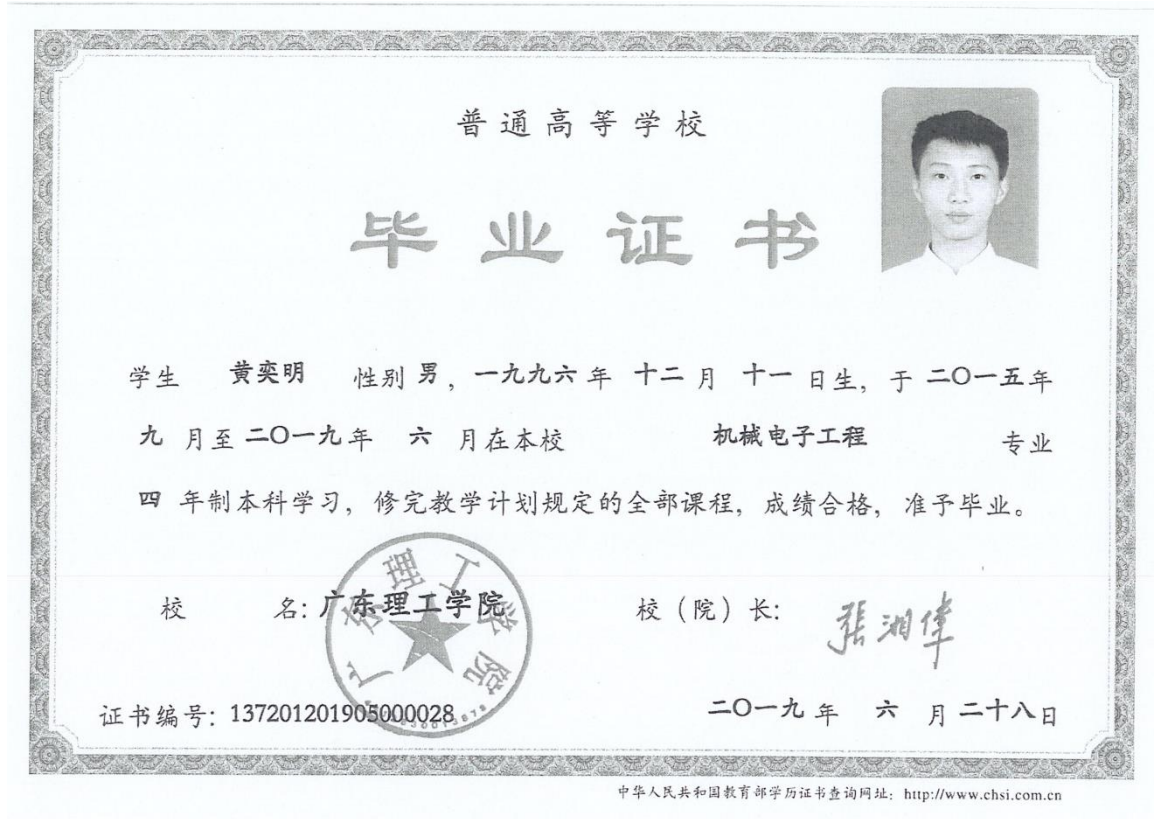 普通高等学校
毕业证书
学生 黄奕明 性别 男，一九九六 年 十二 月 十一 日生，于 二〇一五 年
九 月至 二〇一九 年 六 月在本校 机械电子工程 专业
四 年制本科学习，修完教学计划规定的全部课程，成绩合格，准予毕业。
校 名：广东理工学院 校（院）长：张湘伟
广东理工学院
证书编号：137201201905000028 二〇一九 年 六 月 二十八 日
中华人民共和国教育部学历证书查询网址：http://www.chsi.com.cn